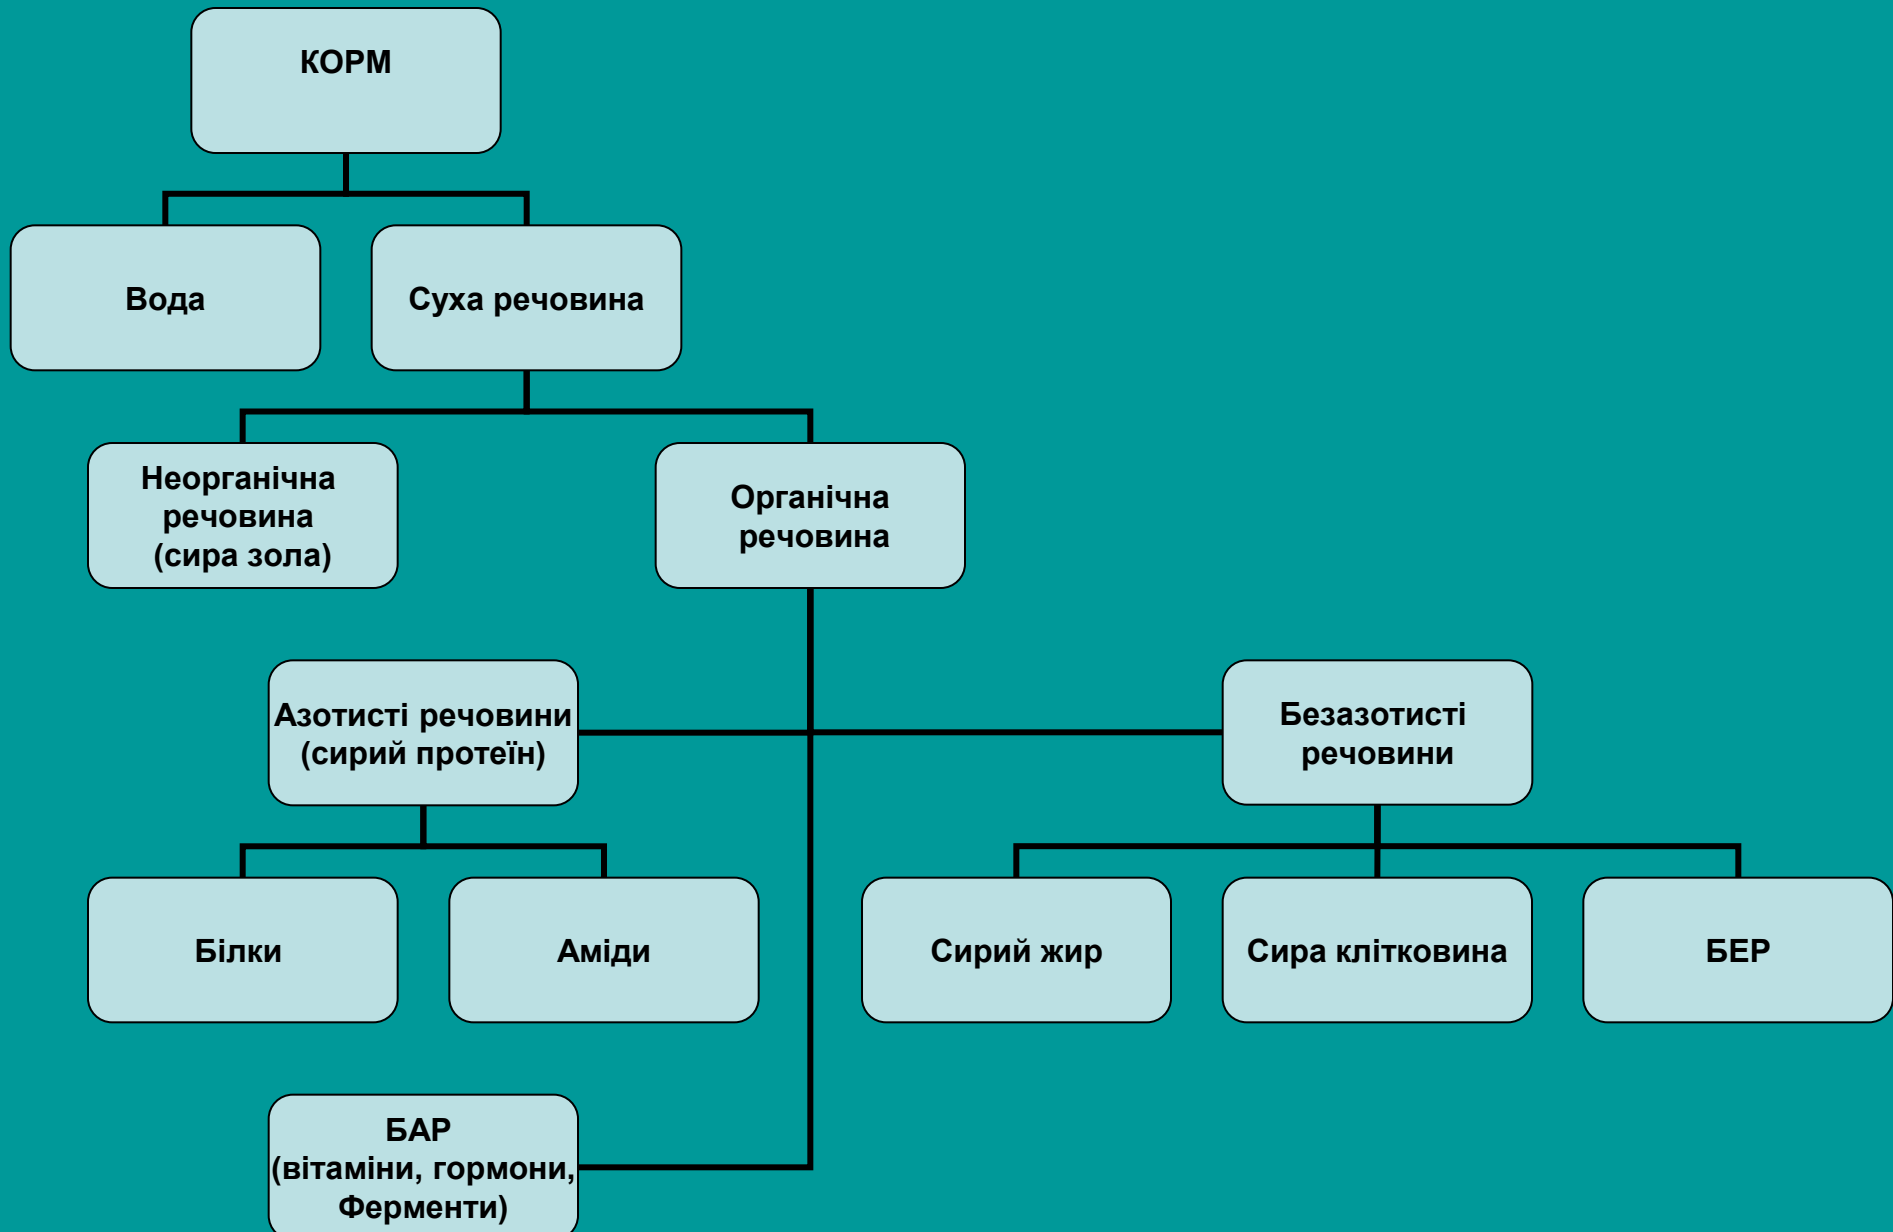 КОРМ
Вода
Суха речовина
Неорганічна
речовина
(сира зола)
Органічна
речовина
Азотисті речовини
(сирий протеїн)
Безазотисті
речовини
Білки
Аміди
Сирий жир
Сира клітковина
БЕР
БАР
(вітаміни, гормони,
Ферменти)